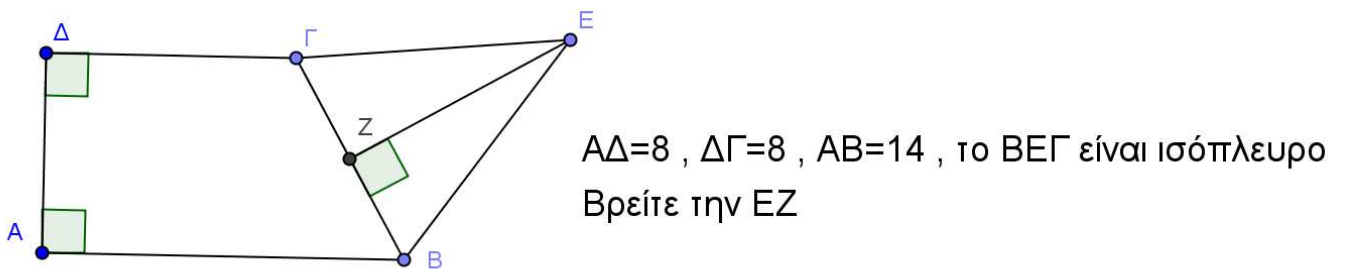 Δ
Γ
Ε
Ζ
Α
Β
ΑΔ=8 , ΔΓ=8 , ΑΒ=14 , το ΒΕΓ είναι ισόπλευρο
Βρείτε την ΕΖ